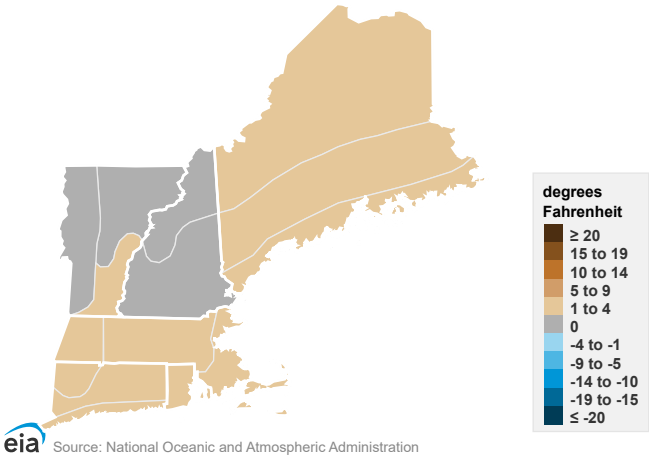 degrees
Fahrenheit
≥ 20
15 to 19
10 to 14
5 to 9
1 to 4
0
-4 to -1
-9 to -5
-14 to -10
-19 to -15
≤ -20
eia
Source: National Oceanic and Atmospheric Administration